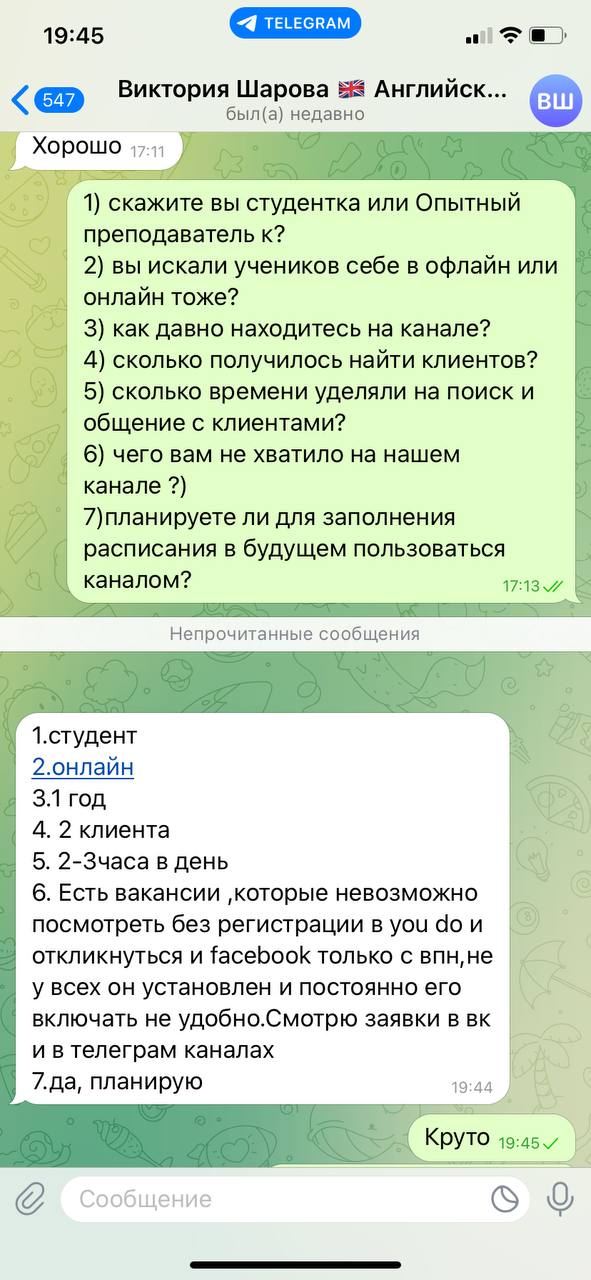 19:45
TELEGRAM
547
Виктория Шарова 🇬🇧 Английск...
был(а) недавно
ВШ
Хорошо 17:11
1) скажите вы студентка или Опытный
преподаватель к?
2) вы искали учеников себе в офлайн или
онлайн тоже?
3) как давно находитесь на канале?
4) сколько получилось найти клиентов?
5) сколько времени уделяли на поиск и
общение с клиентами?
6) чего вам не хватило на нашем
канале ?)
7)планируете ли для заполнения
расписания в будущем пользоваться
каналом?
17:13
Непрочитанные сообщения
1.студент
2.онлайн
3.1 год
4. 2 клиента
5. 2-3часа в день
6. Есть вакансии ,которые невозможно
посмотреть без регистрации в you do и
откликнуться и facebook только с впн,не
у всех он установлен и постоянно его
включать не удобно.Смотрю заявки в вк
и в телеграм каналах
7.да, планирую
19:44
Круто 19:45
Сообщение